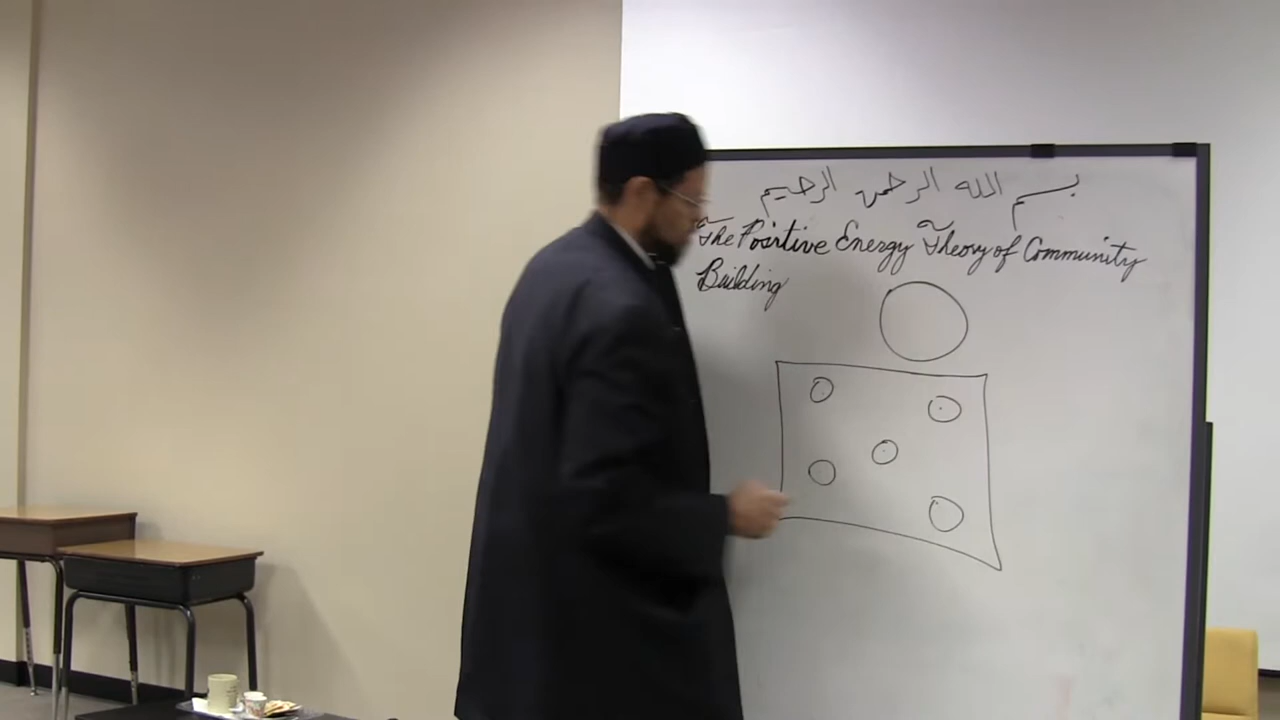 بسم الله الرحمن الرحيم
The Positive Energy Theory of Community
Building